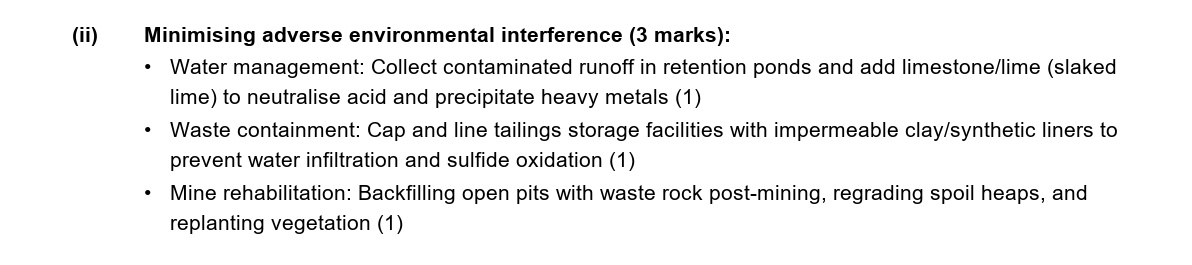 (ii) Minimising adverse environmental interference (3 marks):
• Water management: Collect contaminated runoff in retention ponds and add limestone/lime (slaked
lime) to neutralise acid and precipitate heavy metals (1)
• Waste containment: Cap and line tailings storage facilities with impermeable clay/synthetic liners to
prevent water infiltration and sulfide oxidation (1)
• Mine rehabilitation: Backfilling open pits with waste rock post-mining, regrading spoil heaps, and
replanting vegetation (1)